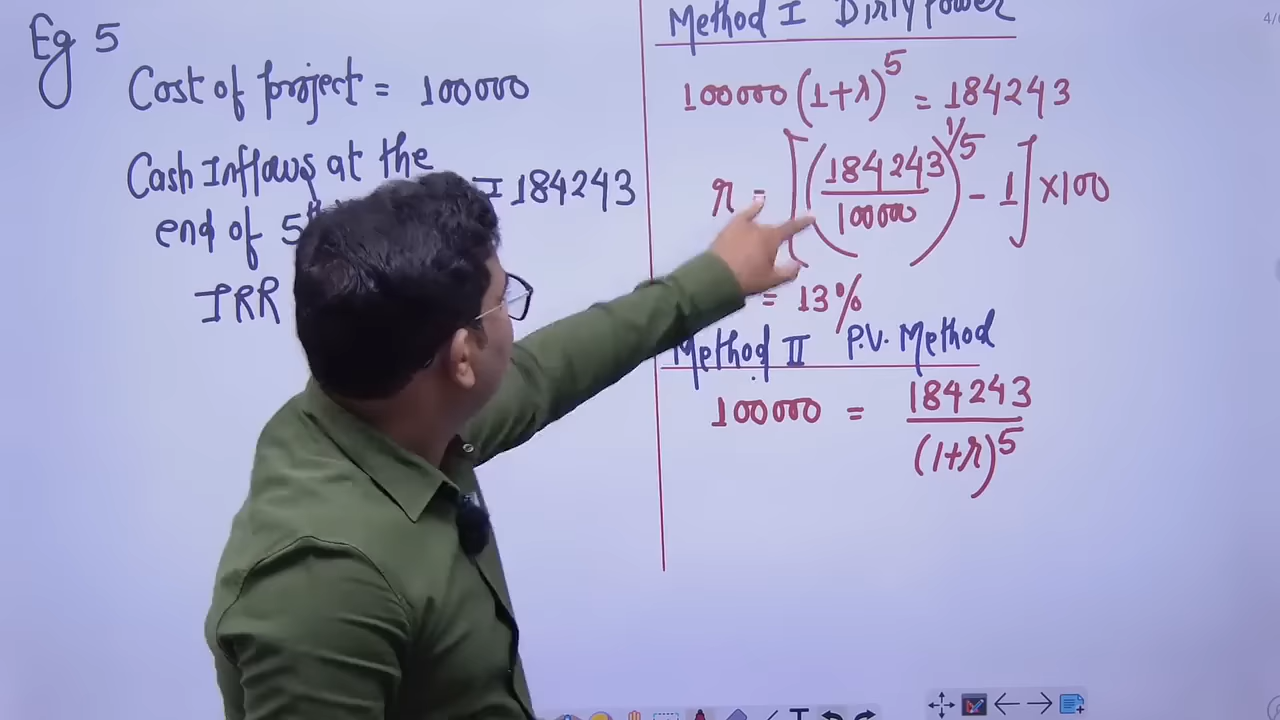 Eg 5
Cost of project = 100000
Cash Inflows at the
end of 5th = 184243
IRR
Method I Dirty Power
100000(1+r)^5 = 184243
r = [(184243/100000)^1/5 - 1] × 100
= 13%
Method II P.V. Method
100000 = 184243/(1+r)^5